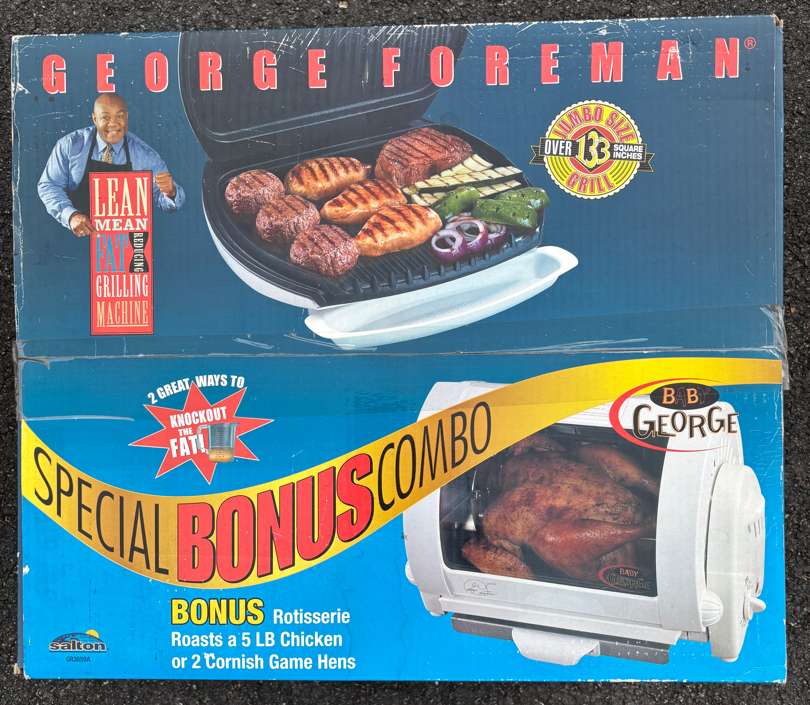 GEORGE FOREMAN®
JUMBO SIZE
OVER 133 SQUARE INCHES
GRILL
LEAN
MEAN
FAT REDUCING
GRILLING
MACHINE
2 GREAT WAYS TO
KNOCKOUT
THE
FAT!
SPECIAL BONUS COMBO
BABY
GEORGE
BABY
GEORGE
BONUS Rotisserie
Roasts a 5 LB Chicken
or 2 Cornish Game Hens
salton